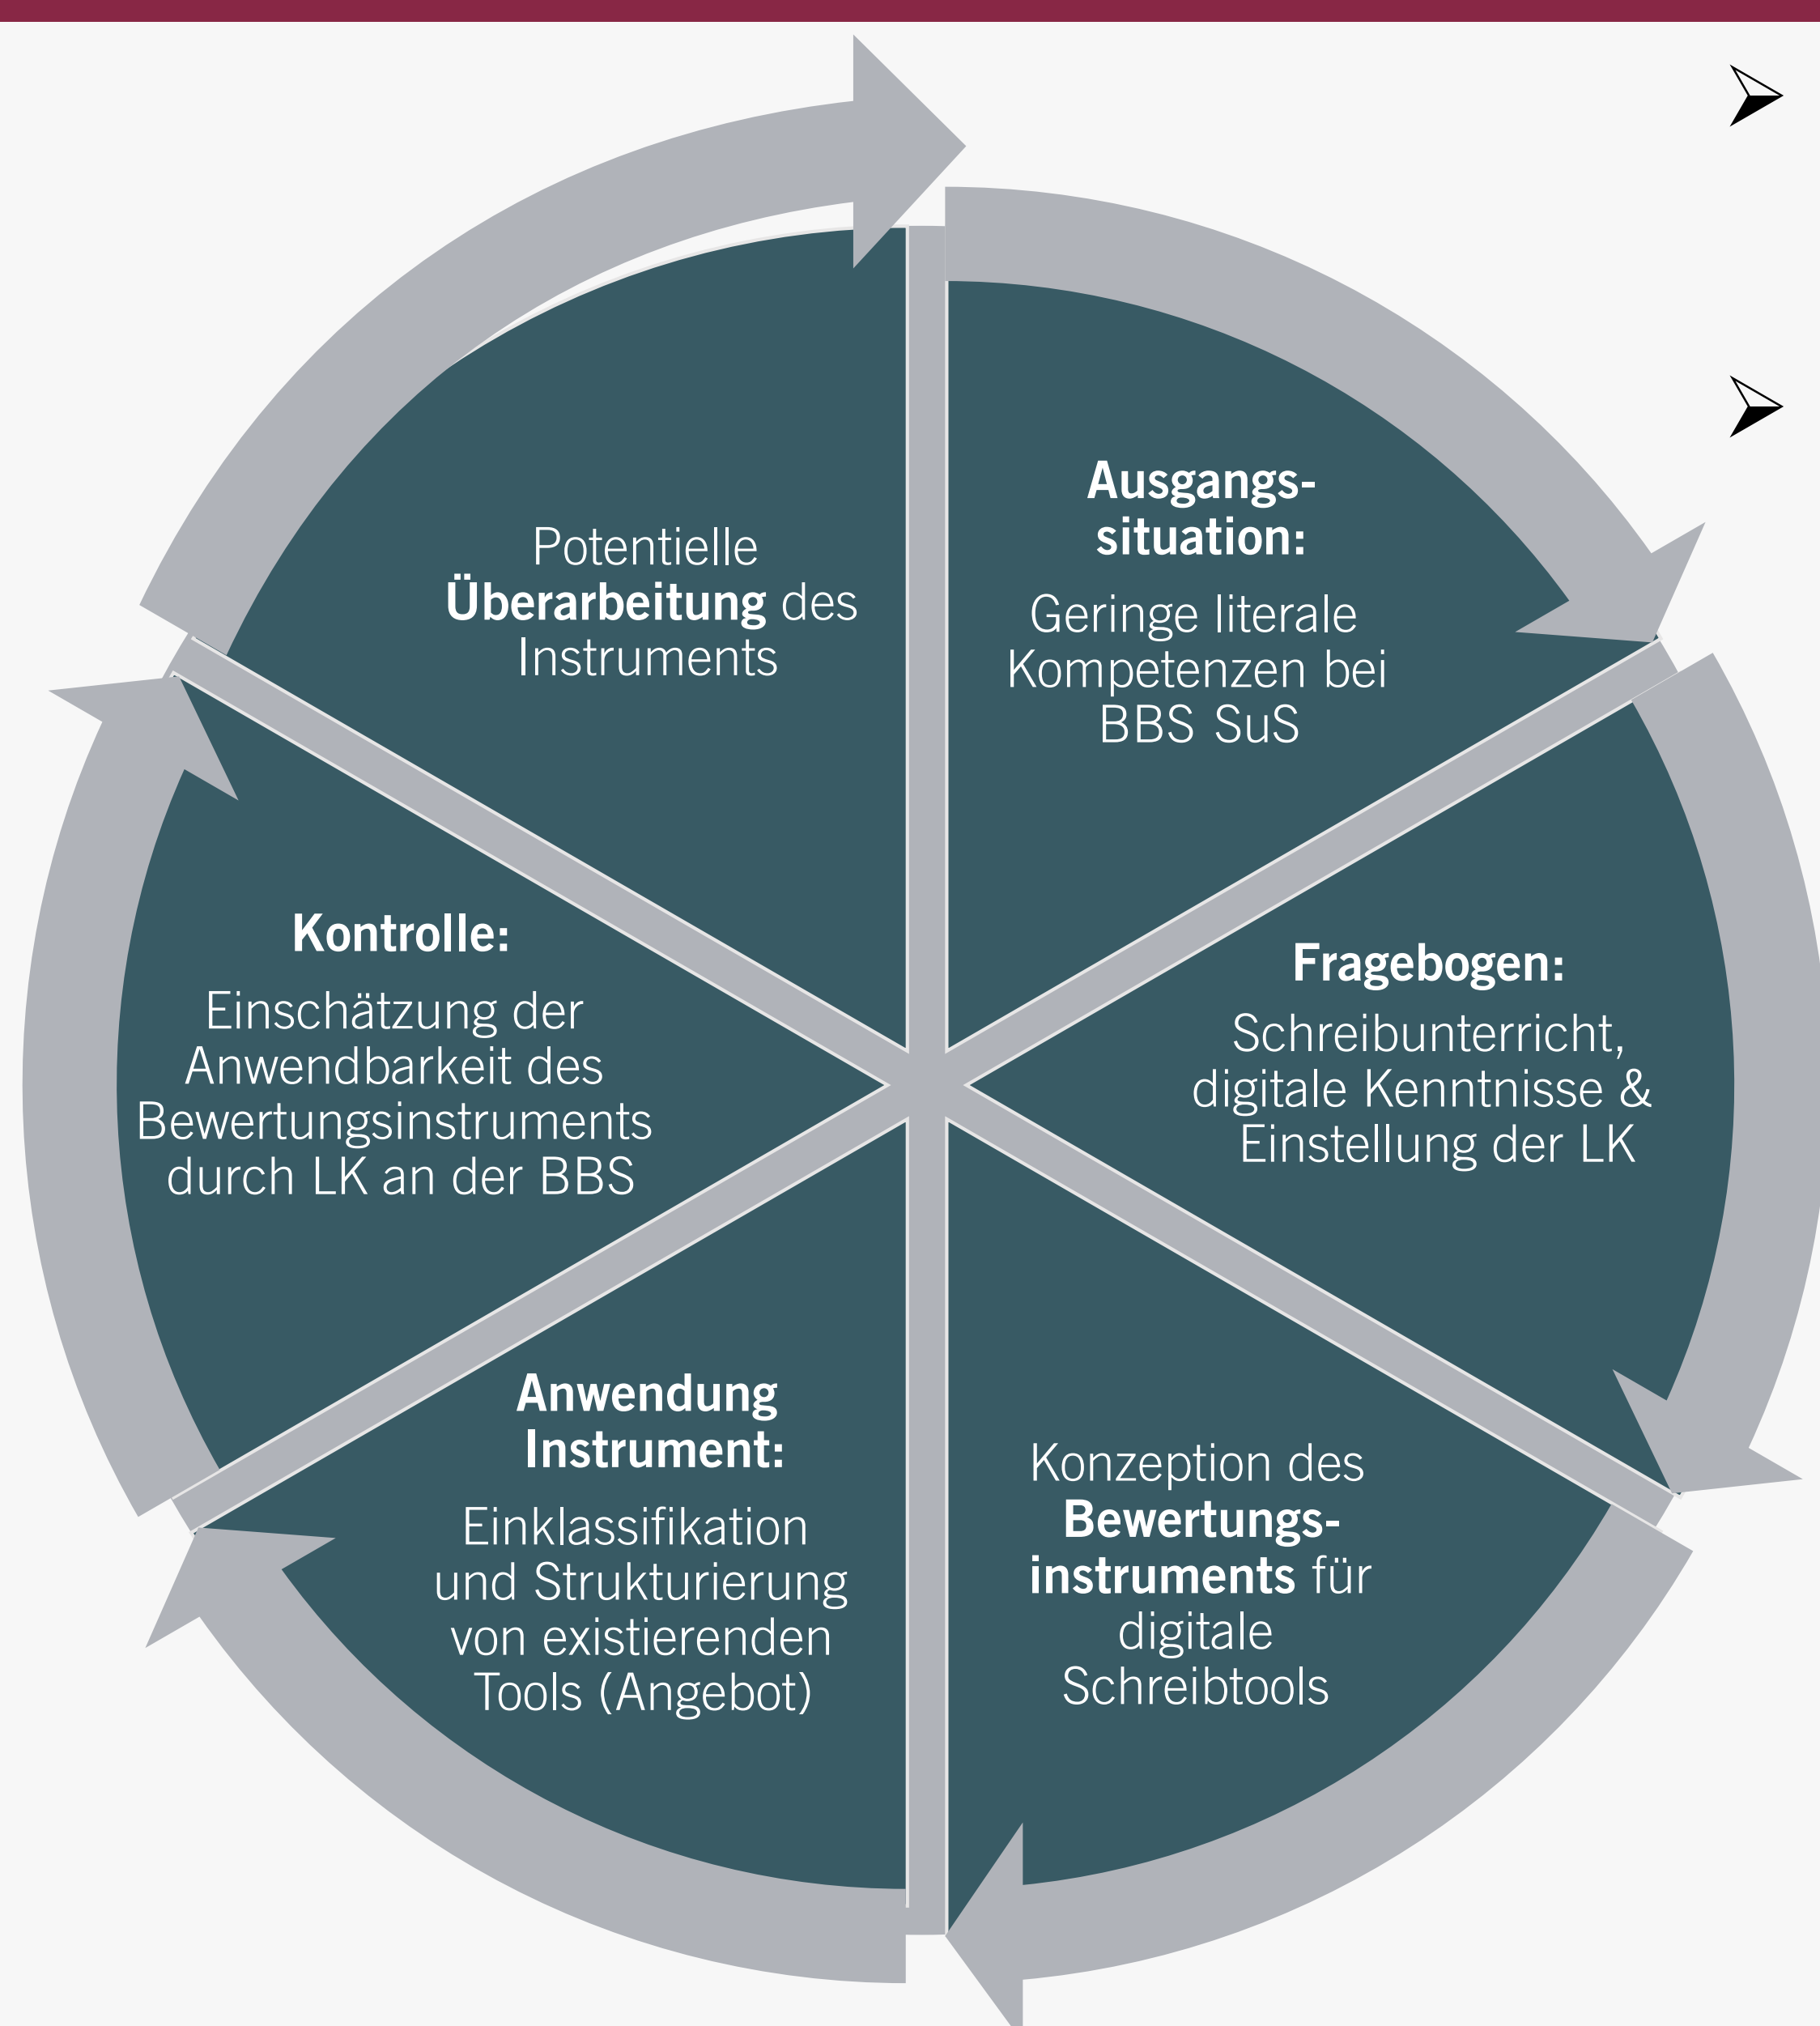 Ausgangs-
situation:
Geringe literale
Kompetenzen bei
BBS SuS
Fragebogen:
Schreibunterricht,
digitale Kenntnisse &
Einstellung der LK
Konzeption des
Bewertungs-
instruments für
digitale
Schreibtools
Anwendung
Instrument:
Einklassifikation
und Strukturierung
von existierenden
Tools (Angebot)
Kontrolle:
Einschätzung der
Anwendbarkeit des
Bewertungsinstruments
durch LK an der BBS
Potentielle
Überarbeitung des
Instruments